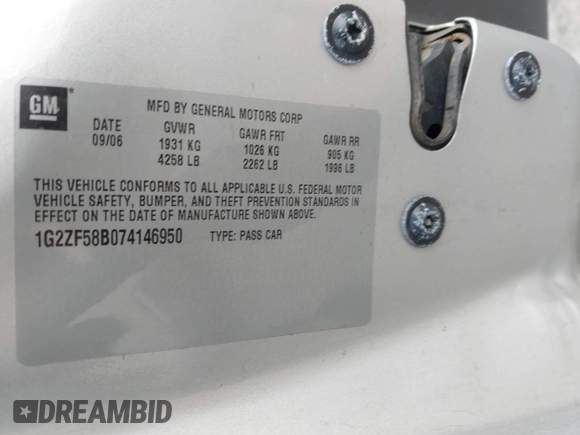 GM
MFD BY GENERAL MOTORS CORP
DATE GVWR GAWR FRT GAWR RR
09/06 1931 KG 1026 KG 905 KG
4258 LB 2262 LB 1996 LB
THIS VEHICLE CONFORMS TO ALL APPLICABLE U.S. FEDERAL MOTOR
VEHICLE SAFETY, BUMPER, AND THEFT PREVENTION STANDARDS IN
EFFECT ON THE DATE OF MANUFACTURE SHOWN ABOVE.
1G2ZF58B074146950 TYPE: PASS CAR
DREAMBID